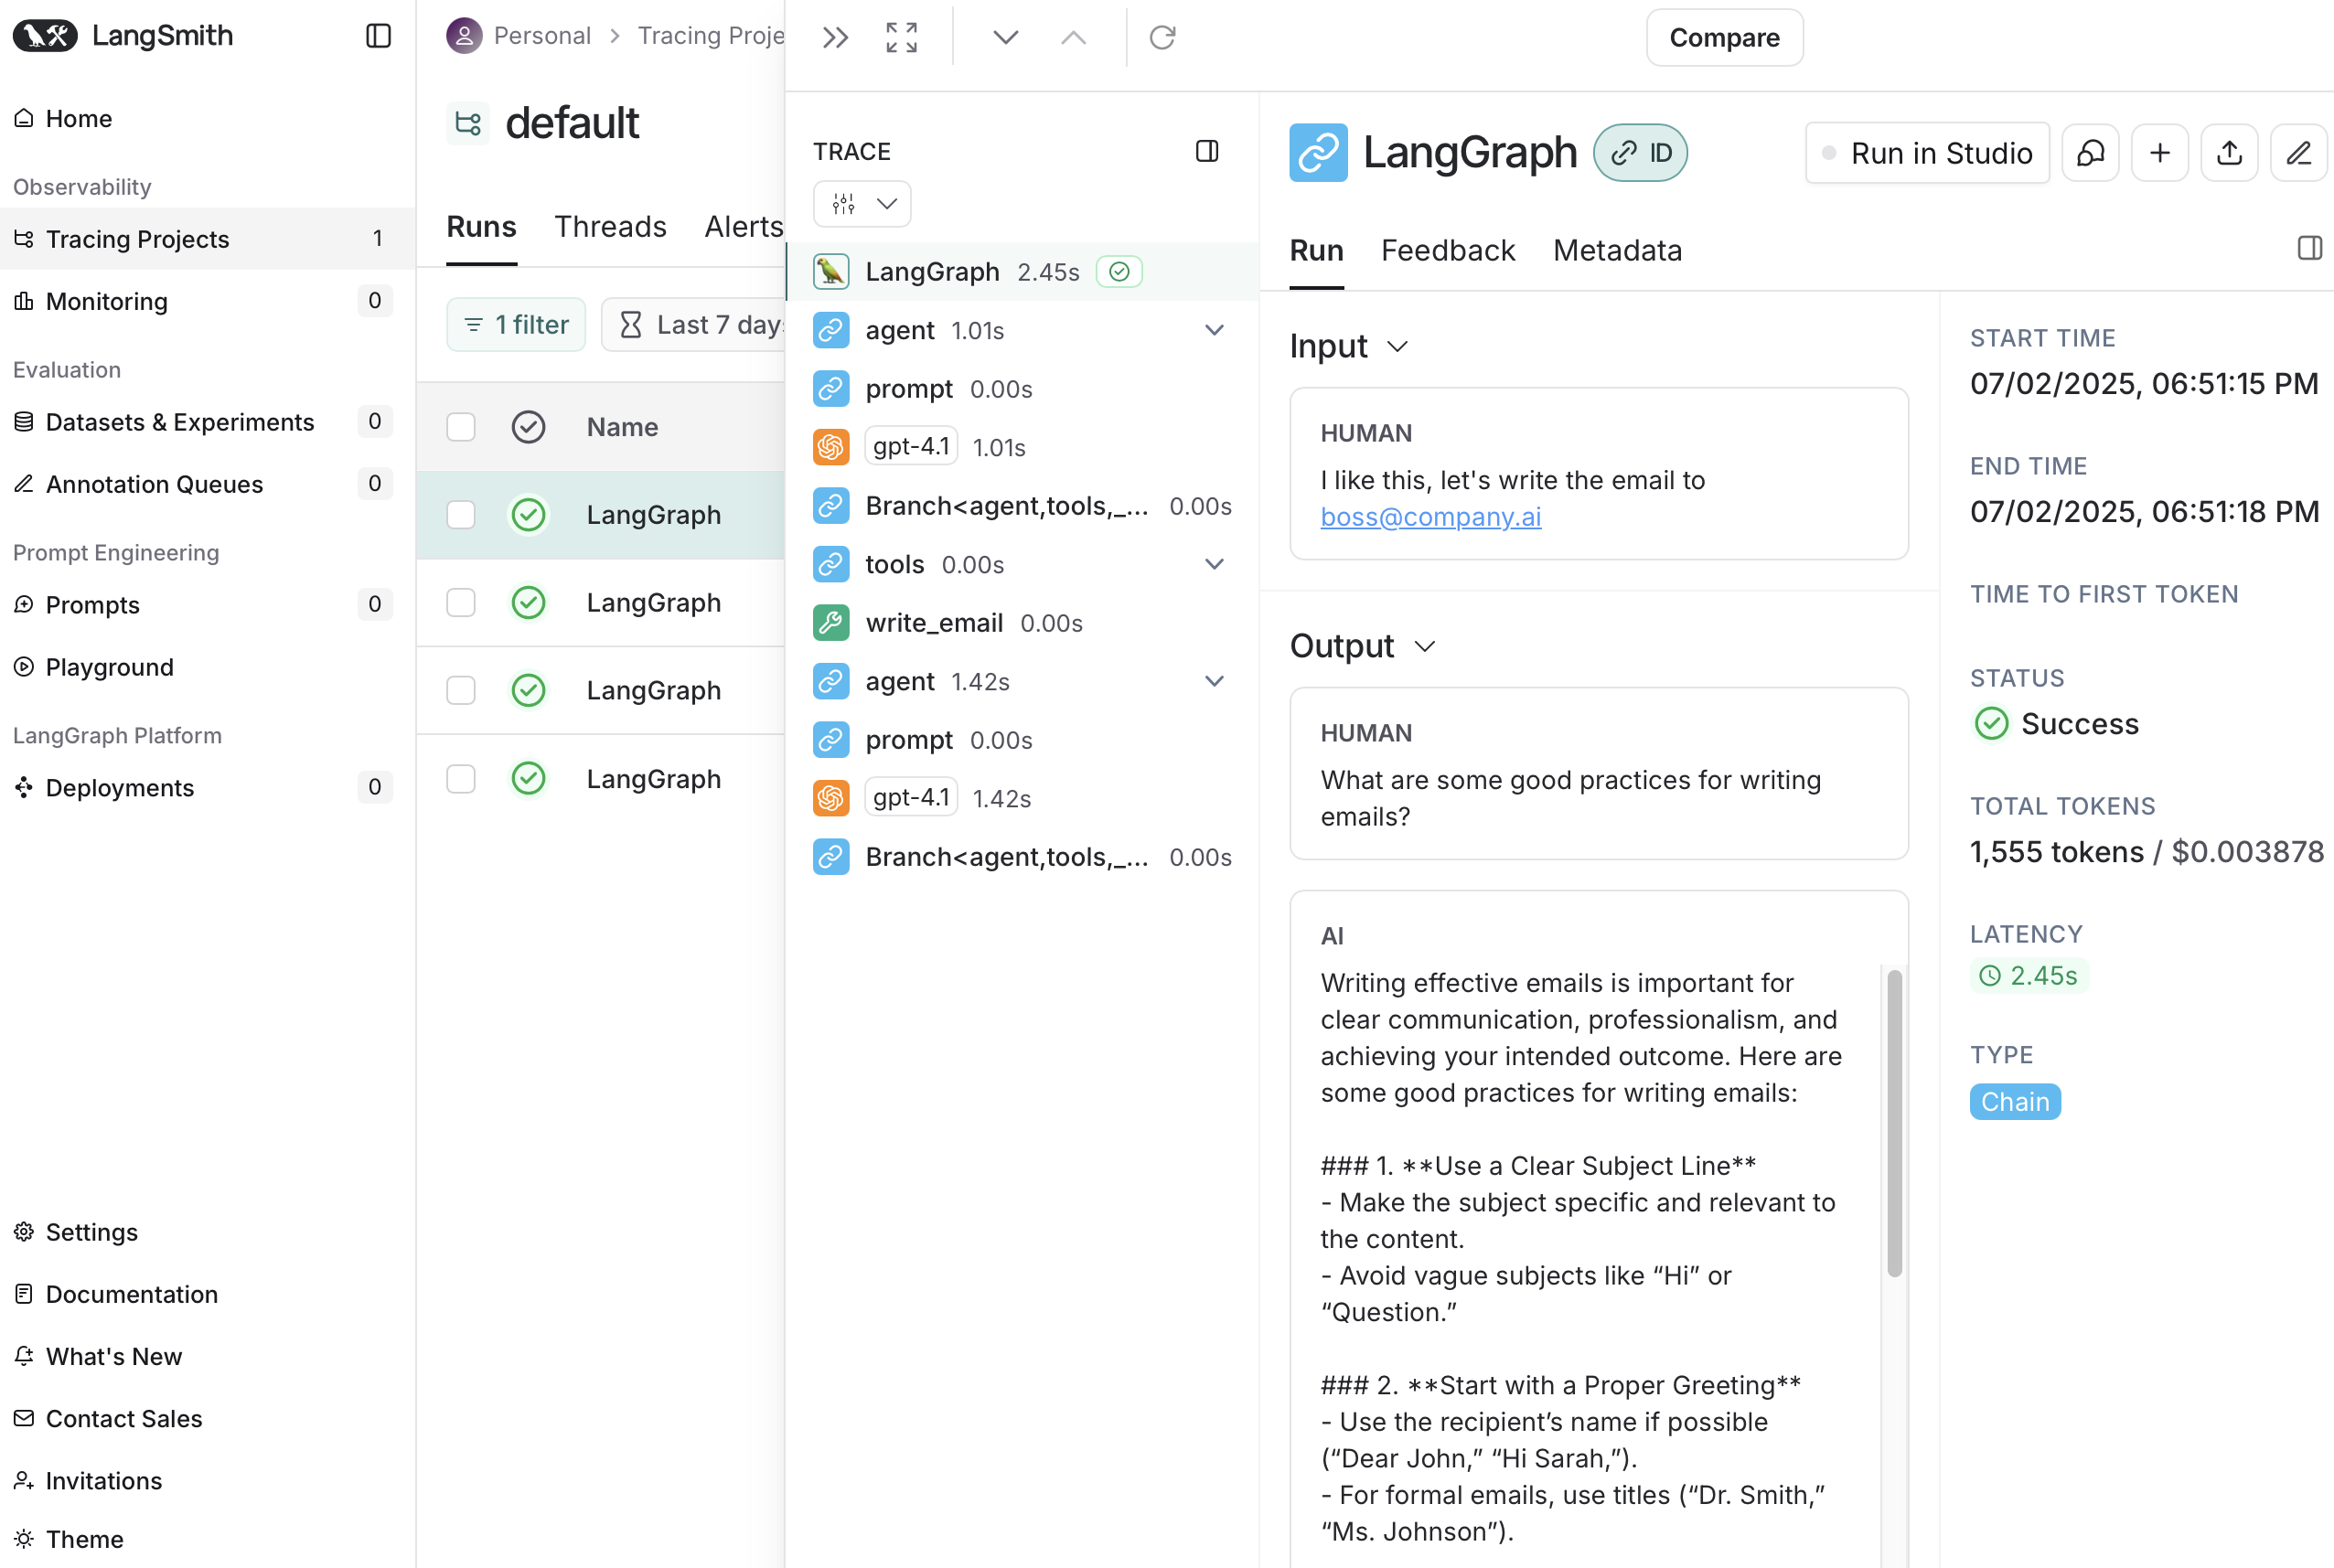 LangSmith
Home
Observability
Tracing Projects 1
Monitoring 0
Evaluation
Datasets & Experiments 0
Annotation Queues 0
Prompt Engineering
Prompts 0
Playground
LangGraph Platform
Deployments 0
Settings
Documentation
What's New
Contact Sales
Invitations
Theme
Personal > Tracing Proje
default
Runs Threads Alerts
1 filter Last 7 days
Name
LangGraph
LangGraph
LangGraph
LangGraph
Compare
TRACE
LangGraph 2.45s
agent 1.01s
prompt 0.00s
gpt-4.1 1.01s
Branch<agent,tools,_... 0.00s
tools 0.00s
write_email 0.00s
agent 1.42s
prompt 0.00s
gpt-4.1 1.42s
Branch<agent,tools,_... 0.00s
LangGraph ID
Run in Studio
Run Feedback Metadata
Input
HUMAN
I like this, let's write the email to
boss@company.ai
Output
HUMAN
What are some good practices for writing
emails?
AI
Writing effective emails is important for
clear communication, professionalism, and
achieving your intended outcome. Here are
some good practices for writing emails:
### 1. **Use a Clear Subject Line**
- Make the subject specific and relevant to
the content.
- Avoid vague subjects like “Hi” or
“Question.”
### 2. **Start with a Proper Greeting**
- Use the recipient’s name if possible
(“Dear John,” “Hi Sarah,”).
- For formal emails, use titles (“Dr. Smith,”
“Ms. Johnson”).
START TIME
07/02/2025, 06:51:15 PM
END TIME
07/02/2025, 06:51:18 PM
TIME TO FIRST TOKEN
STATUS
Success
TOTAL TOKENS
1,555 tokens / $0.003878
LATENCY
2.45s
TYPE
Chain